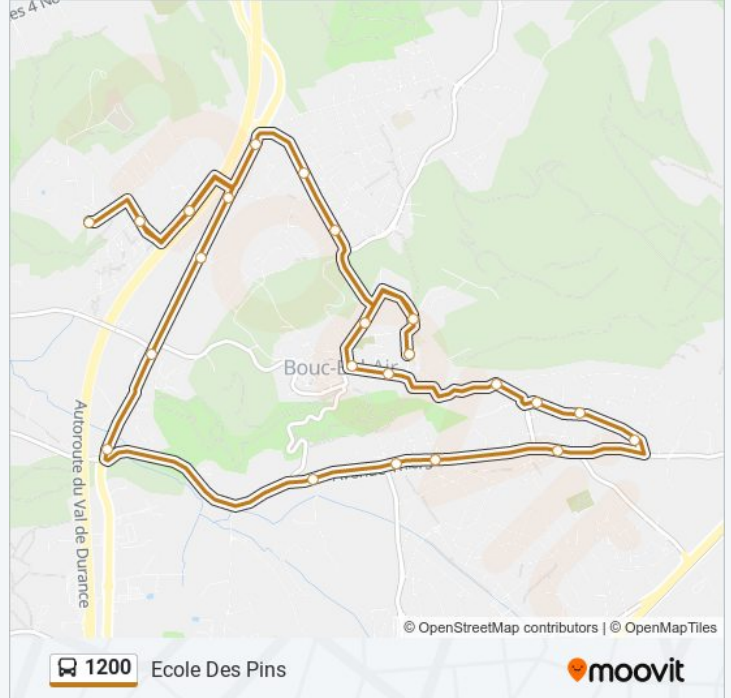 es 4 No
Bouc-Bel-Air
Autoroute du Val de Durance
© OpenStreetMap contributors | © OpenMapTiles
1200 Ecole Des Pins
moovit